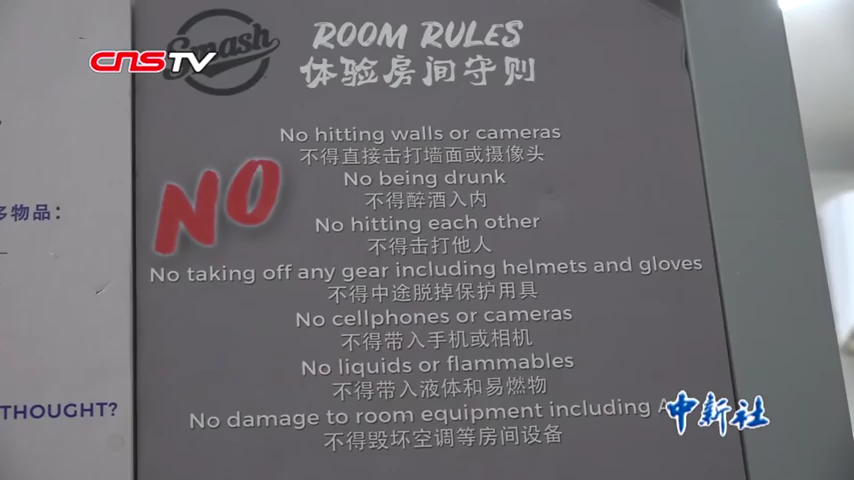 CNSTV
Smash
ROOM RULES
体验房间守则
NO
No hitting walls or cameras
不得直接击打墙面或摄像头
No being drunk
不得醉酒入内
No hitting each other
不得击打他人
No taking off any gear including helmets and gloves
不得中途脱掉保护用具
No cellphones or cameras
不得带入手机或相机
No liquids or flammables
不得带入液体和易燃物
No damage to room equipment including
不得毁坏空调等房间设备
多物品：
THOUGHT?
中新社